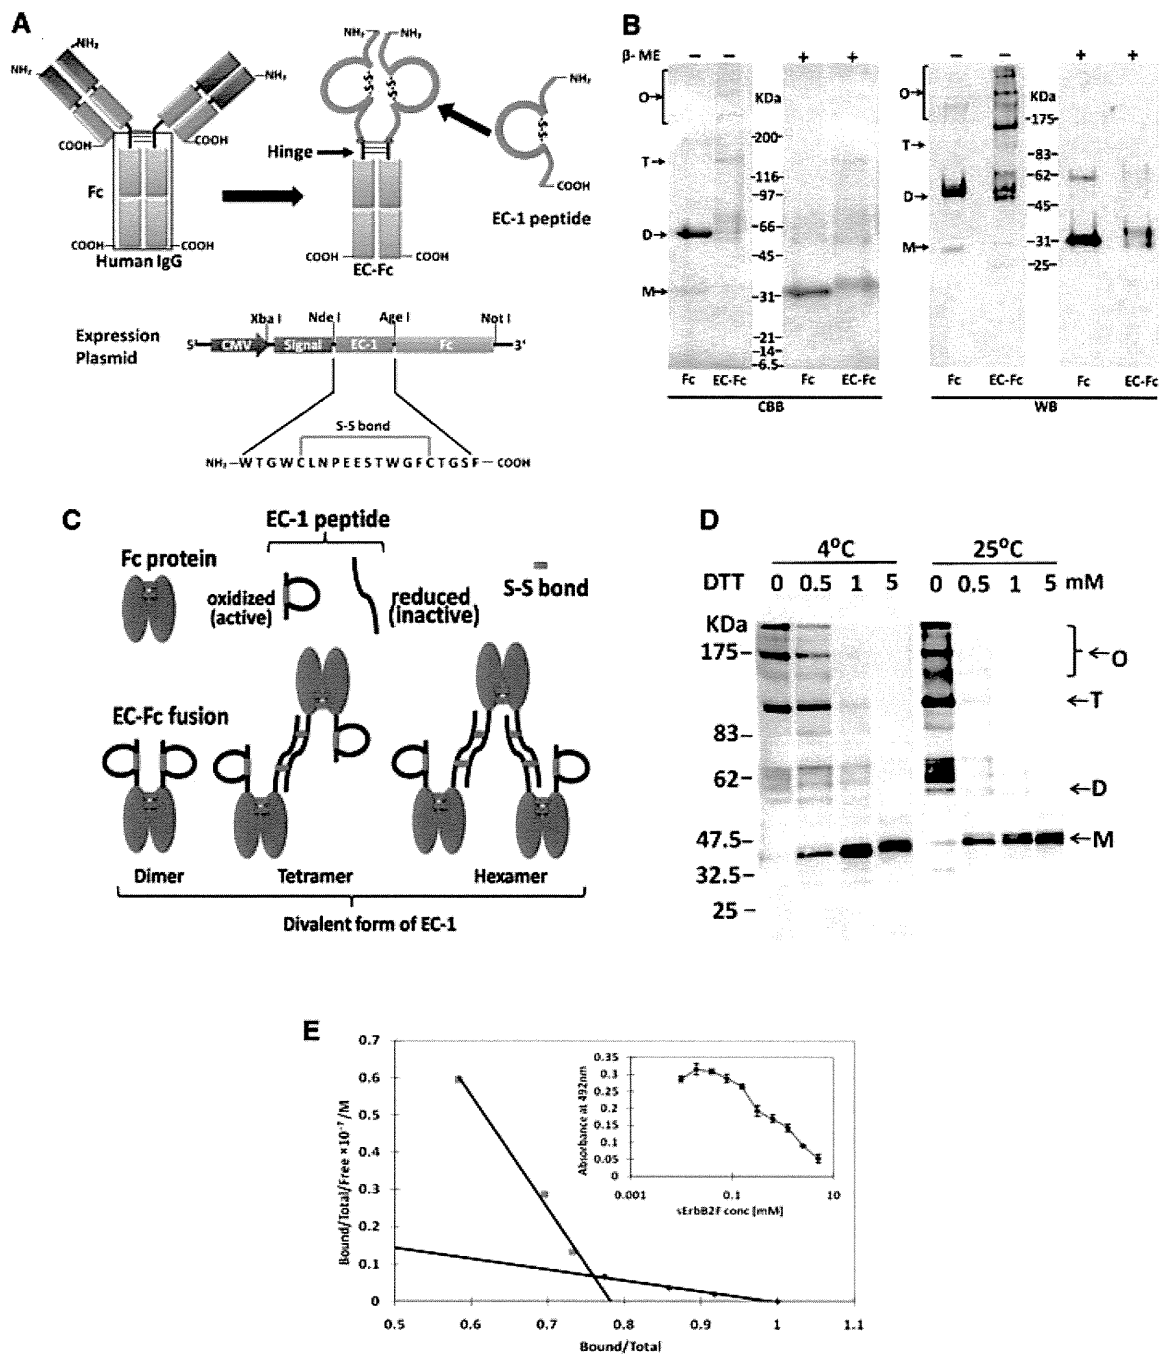 A
NH₂
NH₂
NH₂
COOH
COOH
Fc
COOH
COOH
Human IgG
Hinge
NH₂
NH₂
S-S
S-S
COOH
COOH
EC-Fc
NH₂
S-S
COOH
EC-1 peptide
Expression
Plasmid
Xba I
Nde I
Age I
Not I
5'
CMV
Signal
EC-1
Fc
3'
S-S bond
NH₂ — W T G W C L N P E E S T W G F C T G S F — COOH
B
β- ME
− − + +
O
T
D
M
KDa
200
116
97
66
45
31
21
14
6.5
Fc EC-Fc Fc EC-Fc
CBB
− − + +
O
T
D
M
KDa
175
83
62
45
31
25
Fc EC-Fc Fc EC-Fc
WB
C
EC-1 peptide
Fc protein
oxidized
(active)
reduced
(inactive)
S-S bond
EC-Fc fusion
Dimer Tetramer Hexamer
Divalent form of EC-1
D
4°C 25°C
DTT 0 0.5 1 5 0 0.5 1 5 mM
KDa
175
83
62
47.5
32.5
25
O
T
D
M
E
Bound/Total/Free ×10⁻⁷/M
0.7
0.6
0.5
0.4
0.3
0.2
0.1
0
0.5 0.6 0.7 0.8 0.9 1 1.1
Bound/Total
Absorbance at 492nm
0.35
0.3
0.25
0.2
0.15
0.1
0.05
0
0.001 0.1 10
sErbB2F conc [mM]